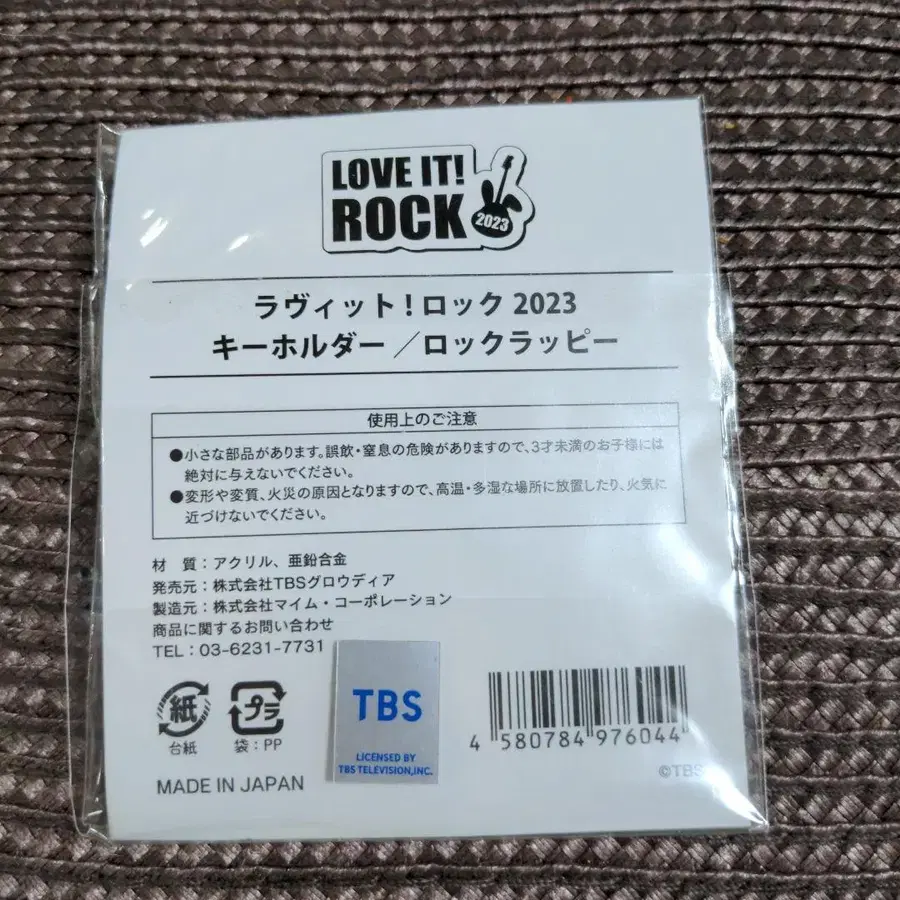 LOVE IT!
ROCK
2023
ラヴィット!ロック 2023
キーホルダー／ロックラッピー
使用上のご注意
●小さな部品があります。誤飲・窒息の危険がありますので、3才未満のお子様には
絶対に与えないでください。
●変形や変質、火災の原因となりますので、高温・多湿な場所に放置したり、火気に
近づけないでください。
材 質：アクリル、亜鉛合金
発売元：株式会社TBSグロウディア
製造元：株式会社マイム・コーポレーション
商品に関するお問い合わせ
TEL：03-6231-7731
紙
台紙
プラ
袋：PP
MADE IN JAPAN
TBS
LICENSED BY
TBS TELEVISION,INC.
4 580784 976044
©TBS